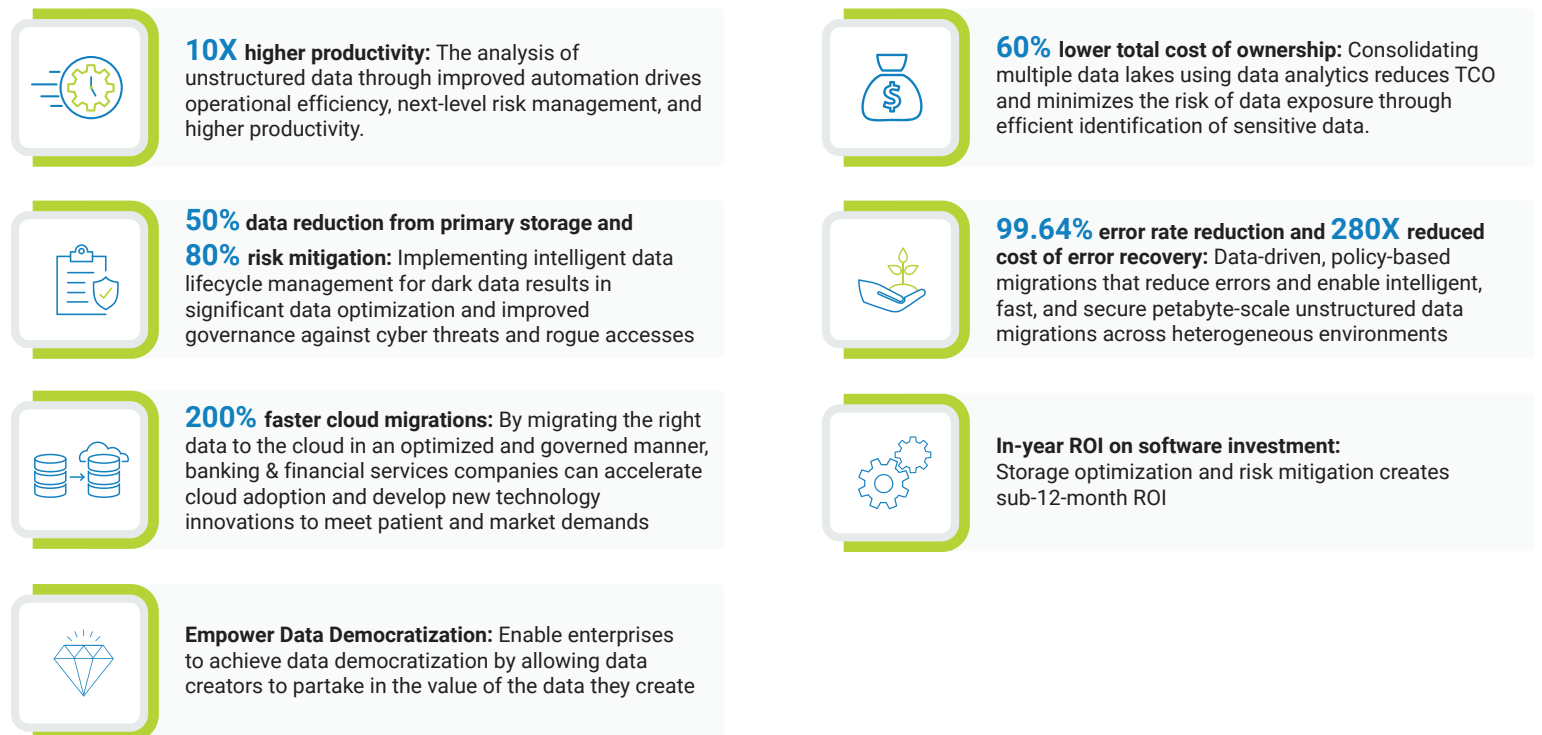 10X higher productivity: The analysis of
unstructured data through improved automation drives
operational efficiency, next-level risk management, and
higher productivity.
60% lower total cost of ownership: Consolidating
multiple data lakes using data analytics reduces TCO
and minimizes the risk of data exposure through
efficient identification of sensitive data.
50% data reduction from primary storage and
80% risk mitigation: Implementing intelligent data
lifecycle management for dark data results in
significant data optimization and improved
governance against cyber threats and rogue accesses
99.64% error rate reduction and 280X reduced
cost of error recovery: Data-driven, policy-based
migrations that reduce errors and enable intelligent,
fast, and secure petabyte-scale unstructured data
migrations across heterogeneous environments
200% faster cloud migrations: By migrating the right
data to the cloud in an optimized and governed manner,
banking & financial services companies can accelerate
cloud adoption and develop new technology
innovations to meet patient and market demands
In-year ROI on software investment:
Storage optimization and risk mitigation creates
sub-12-month ROI
Empower Data Democratization: Enable enterprises
to achieve data democratization by allowing data
creators to partake in the value of the data they create